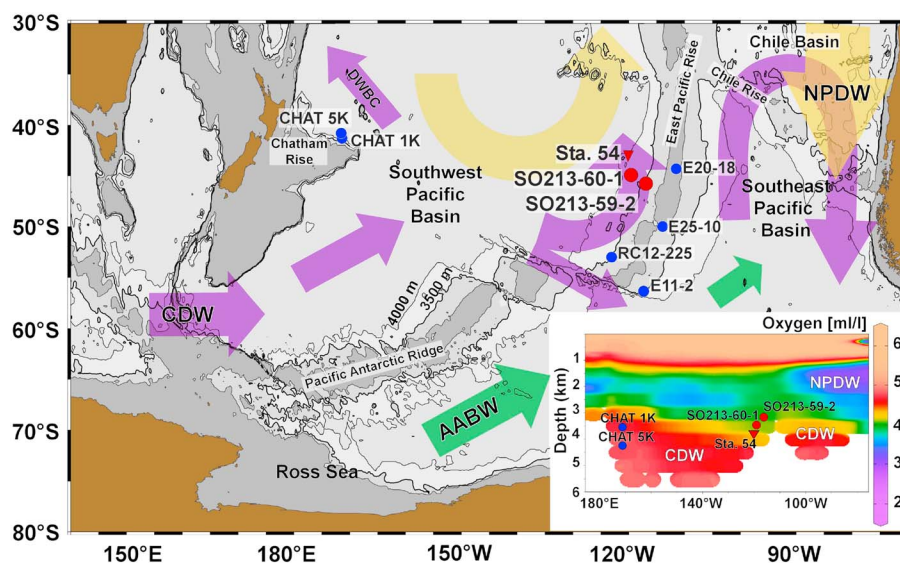 30°S
40°S
50°S
60°S
70°S
80°S
150°E
180°E
150°W
120°W
90°W
DWBC
CHAT 5K
CHAT 1K
Chatham
Rise
Southwest
Pacific
Basin
East Pacific Rise
Chile Rise
Chile Basin
NPDW
Sta. 54
SO213-60-1
SO213-59-2
E20-18
E25-10
RC12-225
E11-2
Southeast
Pacific
Basin
CDW
4000 m
3500 m
Pacific Antarctic Ridge
AABW
Ross Sea
Oxygen [ml/l]
Depth (km)
1
2
3
4
5
6
180°E
140°W
100°W
NPDW
SO213-59-2
SO213-60-1
CHAT 1K
CHAT 5K
Sta. 54
CDW
CDW
6
5
4
3
2